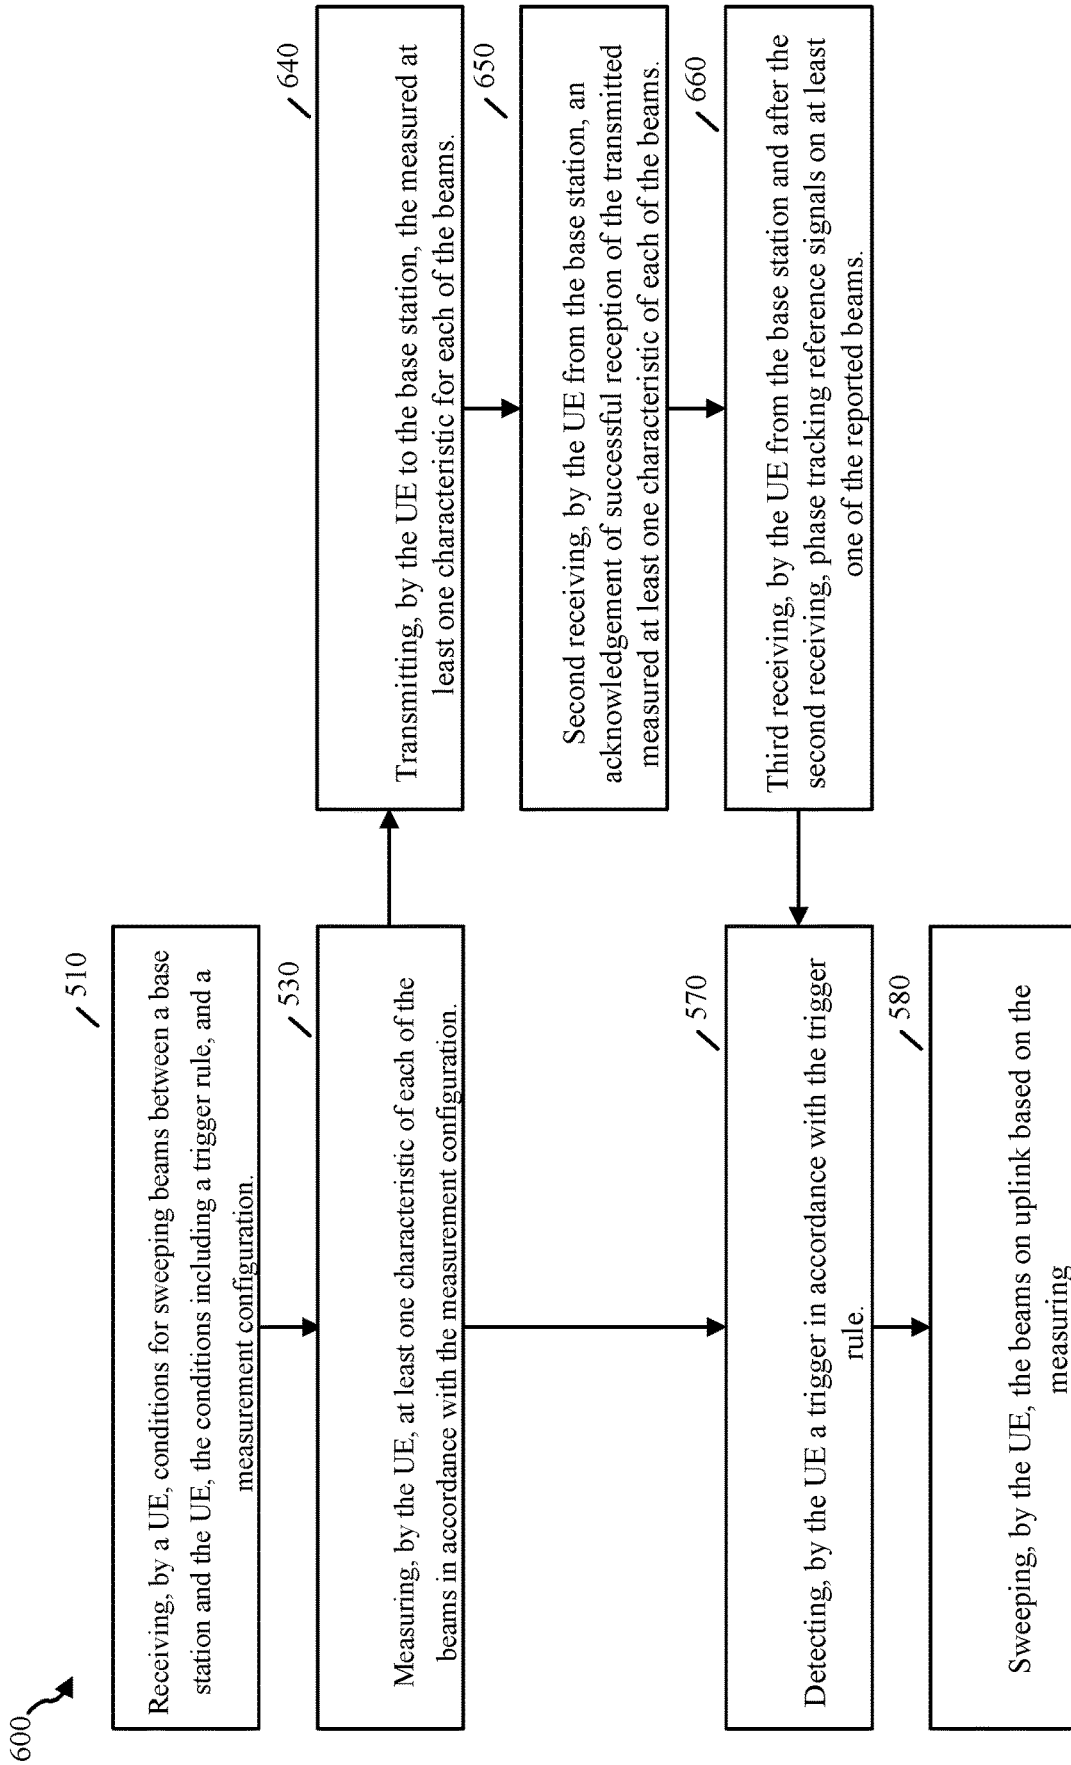 600
510
Receiving, by a UE, conditions for sweeping beams between a base
station and the UE, the conditions including a trigger rule, and a
measurement configuration.
530
Measuring, by the UE, at least one characteristic of each of the
beams in accordance with the measurement configuration.
640
Transmitting, by the UE to the base station, the measured at
least one characteristic for each of the beams.
650
Second receiving, by the UE from the base station, an
acknowledgement of successful reception of the transmitted
measured at least one characteristic of each of the beams.
660
Third receiving, by the UE from the base station and after the
second receiving, phase tracking reference signals on at least
one of the reported beams.
570
Detecting, by the UE a trigger in accordance with the trigger
rule.
580
Sweeping, by the UE, the beams on uplink based on the
measuring